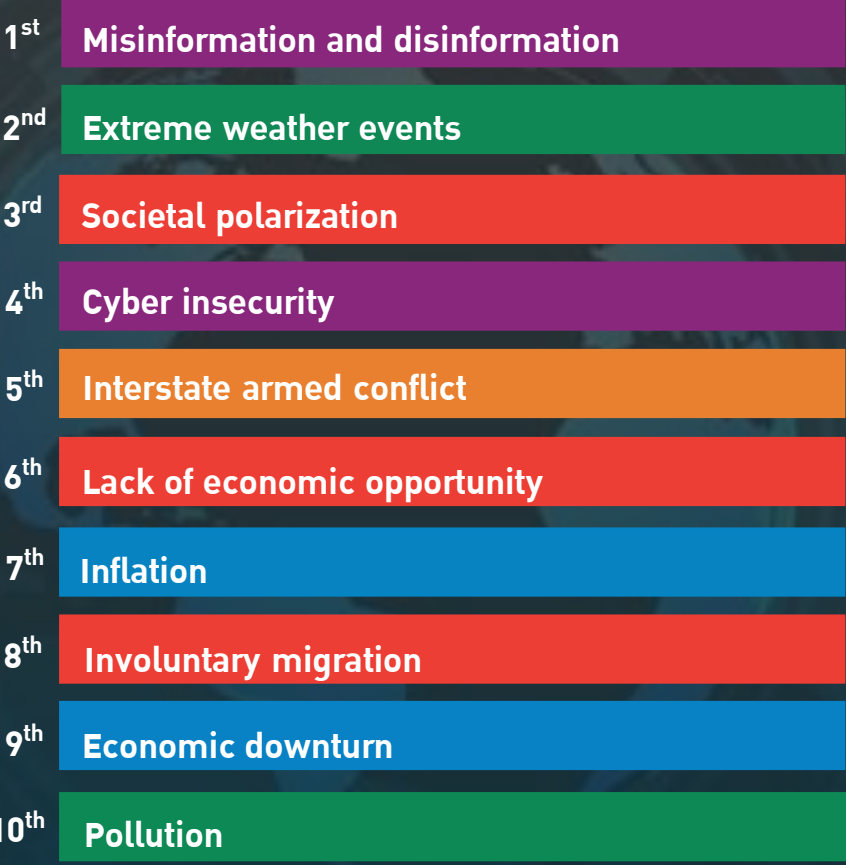 1st Misinformation and disinformation
2nd Extreme weather events
3rd Societal polarization
4th Cyber insecurity
5th Interstate armed conflict
6th Lack of economic opportunity
7th Inflation
8th Involuntary migration
9th Economic downturn
10th Pollution